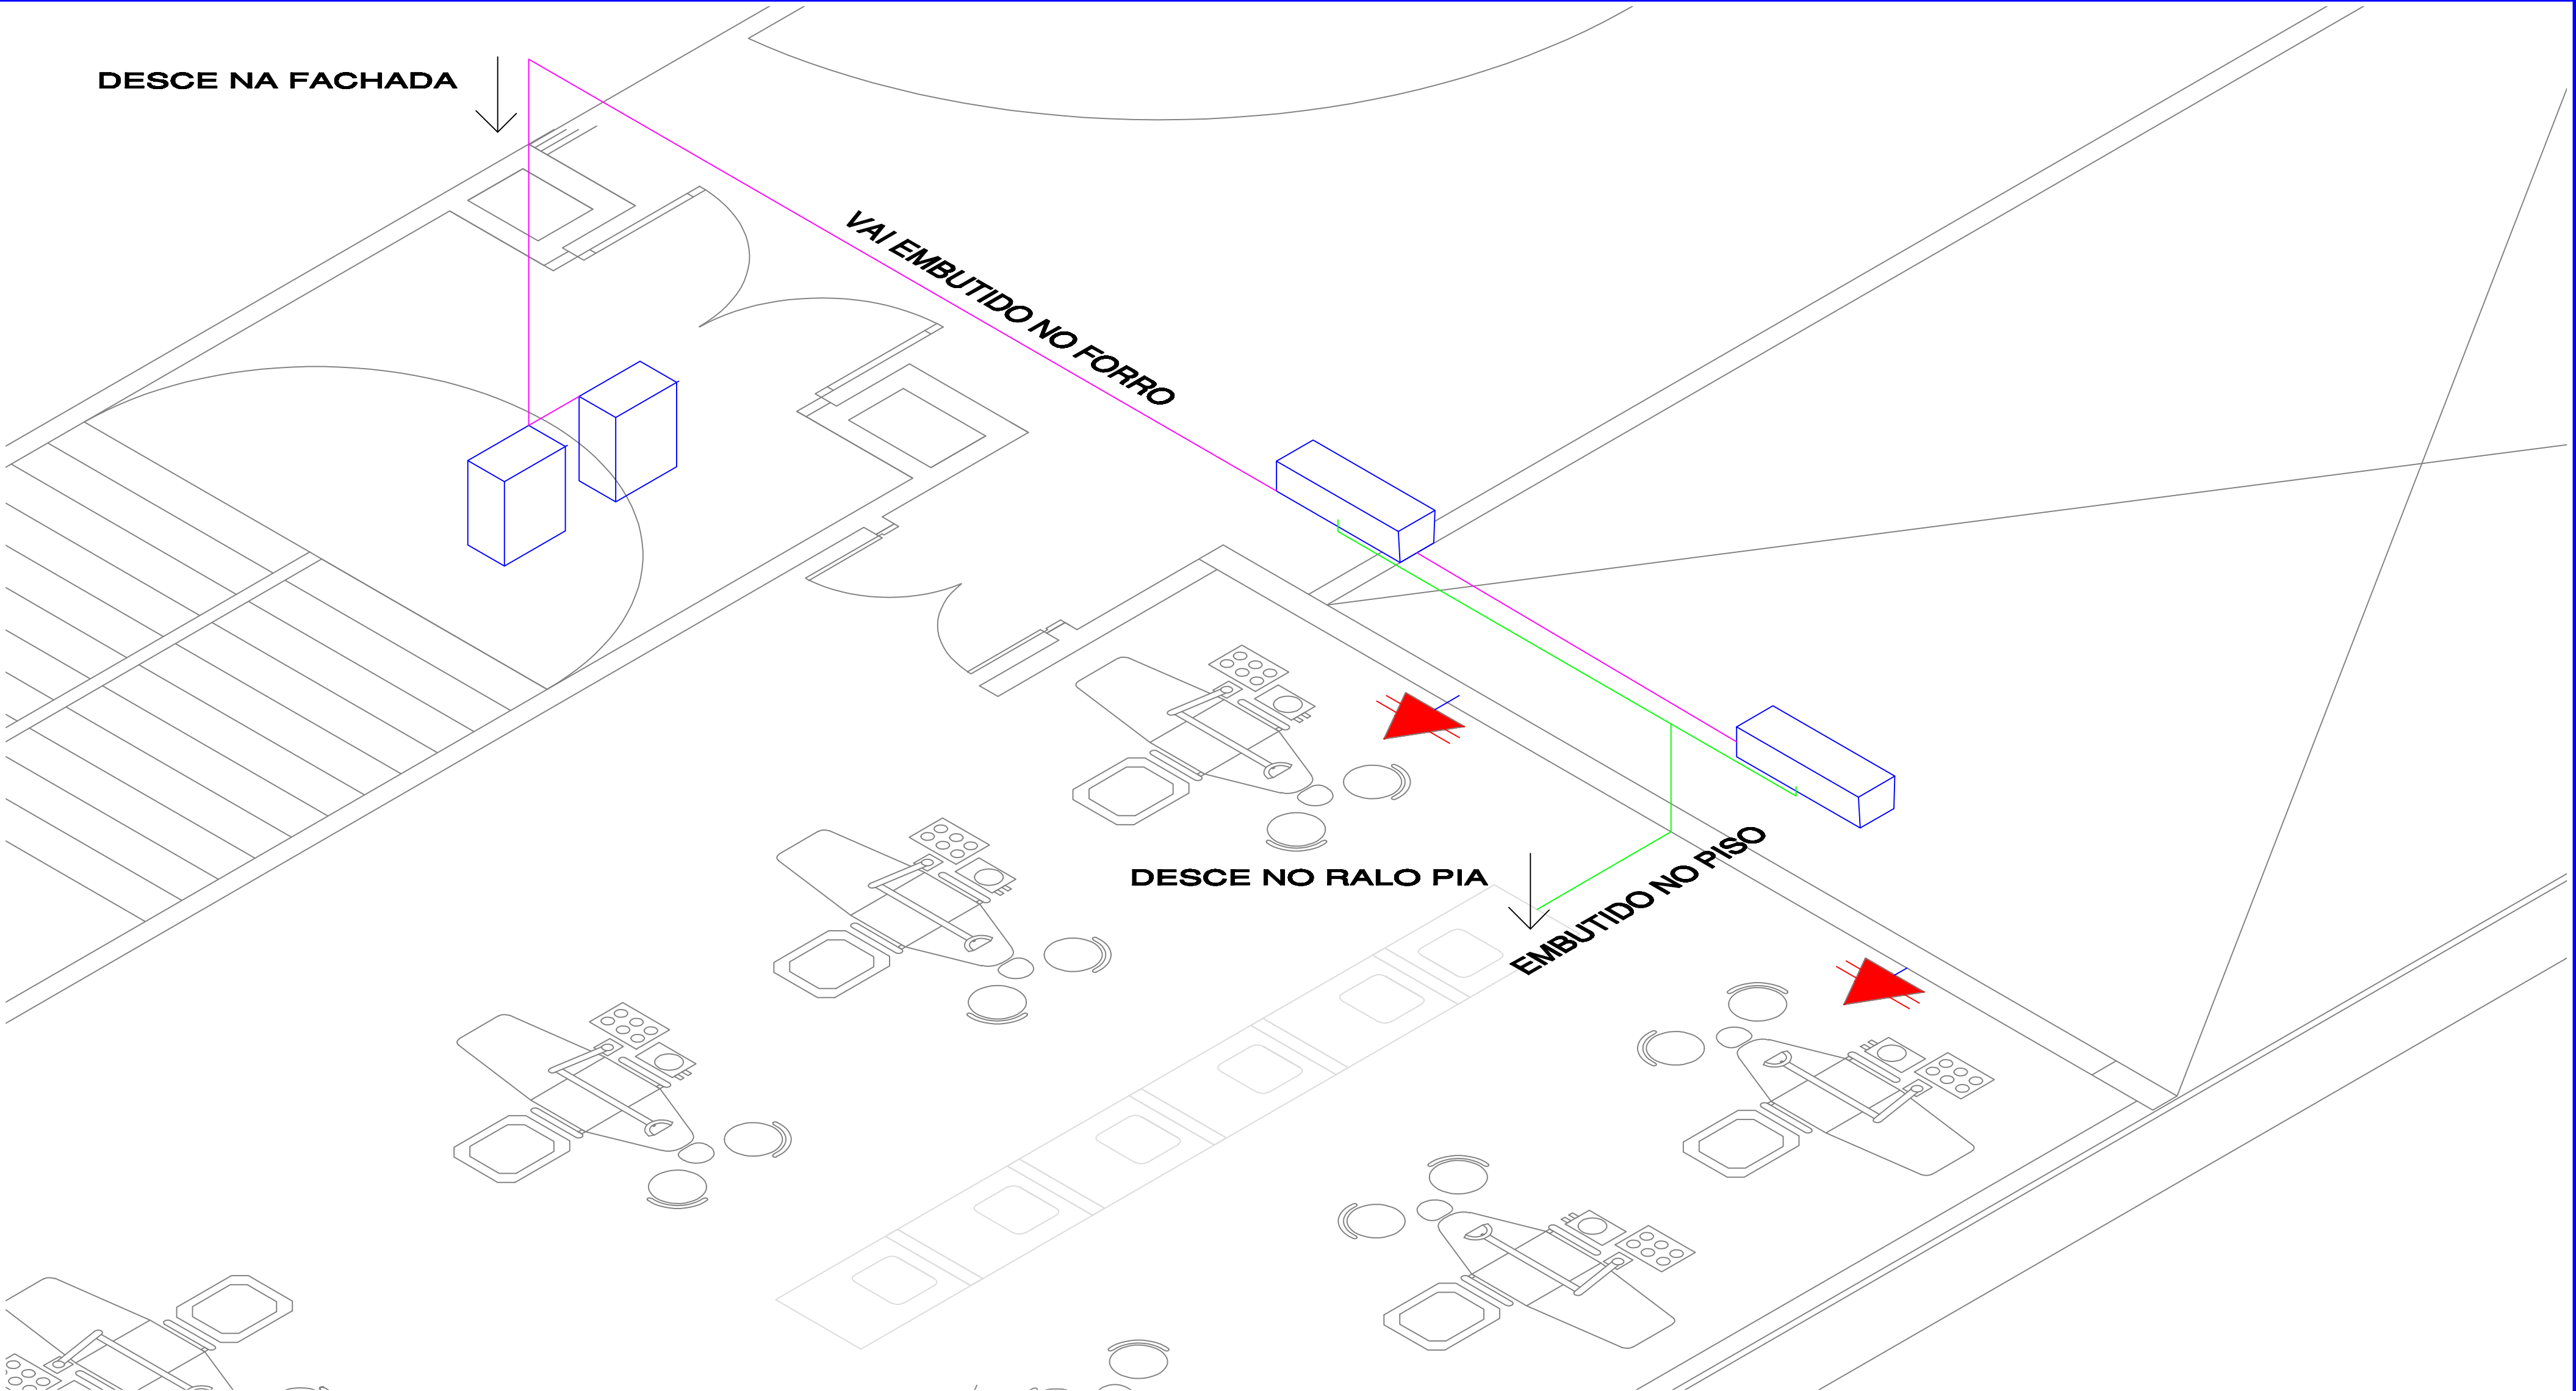 DESCE NA FACHADA
VAI EMBUTIDO NO FORRO
DESCE NO RALO PIA
EMBUTIDO NO PISO